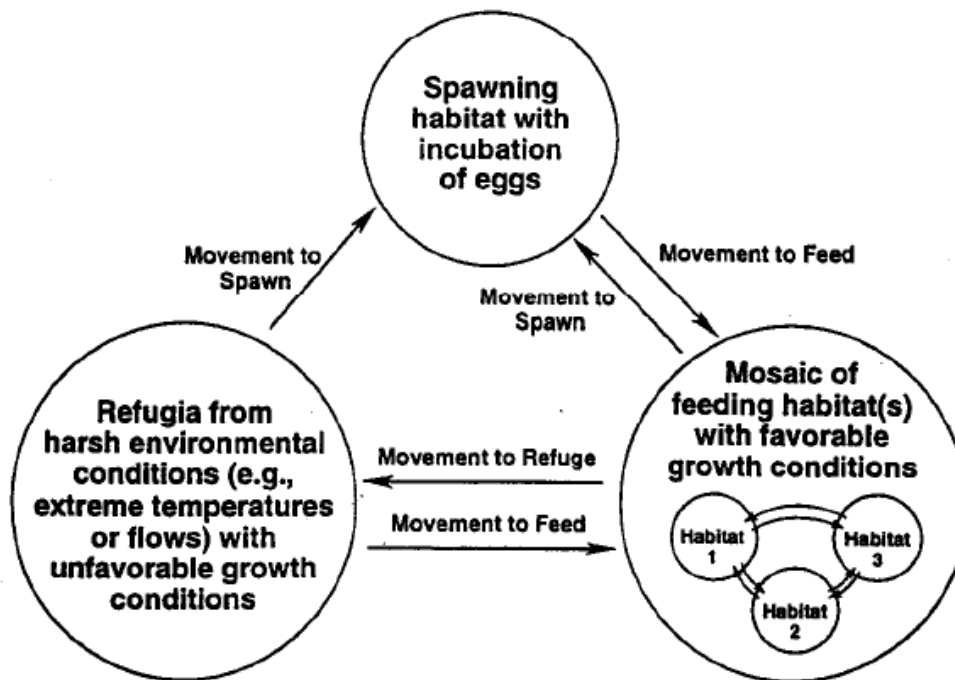 Spawning
habitat with
incubation
of eggs
Movement to
Spawn
Movement to Feed
Movement to
Spawn
Refugia from
harsh environmental
conditions (e.g.,
extreme temperatures
or flows) with
unfavorable growth
conditions
Movement to Refuge
Movement to Feed
Mosaic of
feeding habitat(s)
with favorable
growth conditions
Habitat
1
Habitat
3
Habitat
2